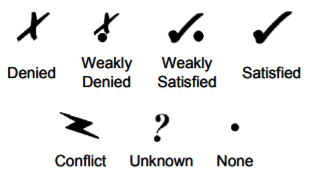 Denied
Weakly
Denied
Weakly
Satisfied
Satisfied
?
Conflict
Unknown
None